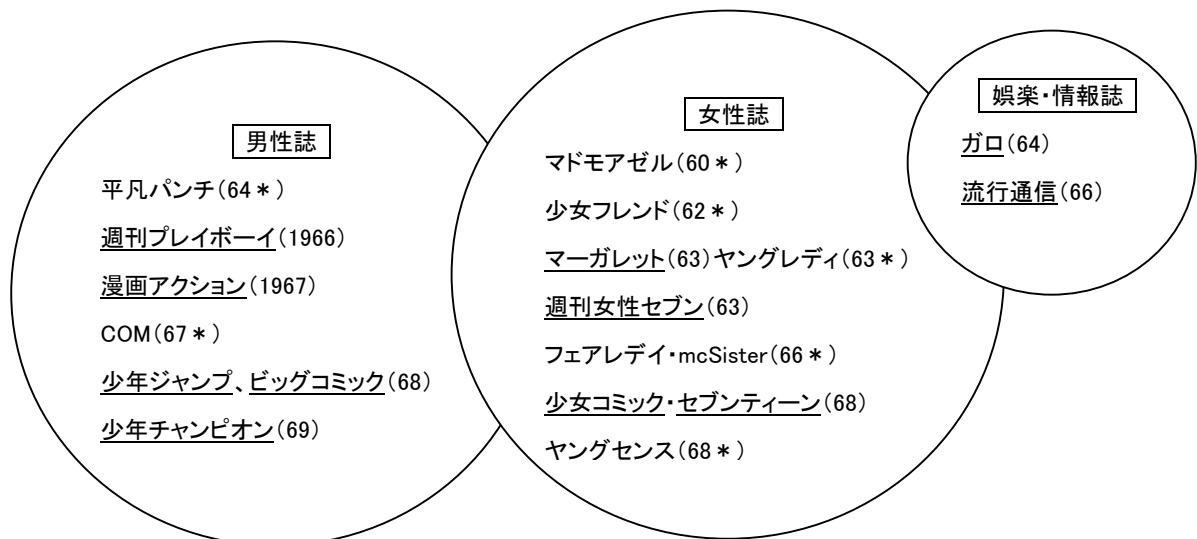 男性誌
平凡パンチ(64*)
週刊プレイボーイ(1966)
漫画アクション(1967)
COM(67*)
少年ジャンプ、ビッグコミック(68)
少年チャンピオン(69)
女性誌
マドモアゼル(60*)
少女フレンド(62*)
マーガレット(63)ヤングレディ(63*)
週刊女性セブン(63)
フェアレデイ・mcSister(66*)
少女コミック・セブンティーン(68)
ヤングセンス(68*)
娯楽・情報誌
ガロ(64)
流行通信(66)